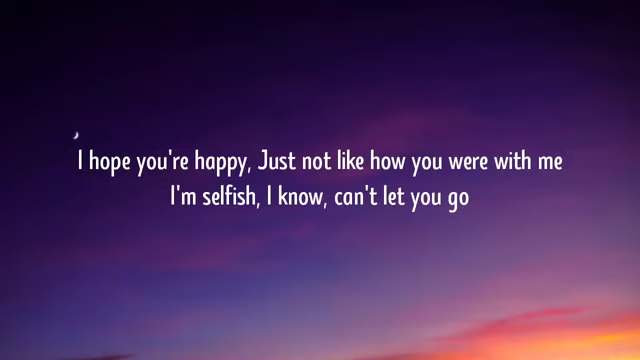 I hope you're happy, Just not like how you were with me
I'm selfish, I know, can't let you go